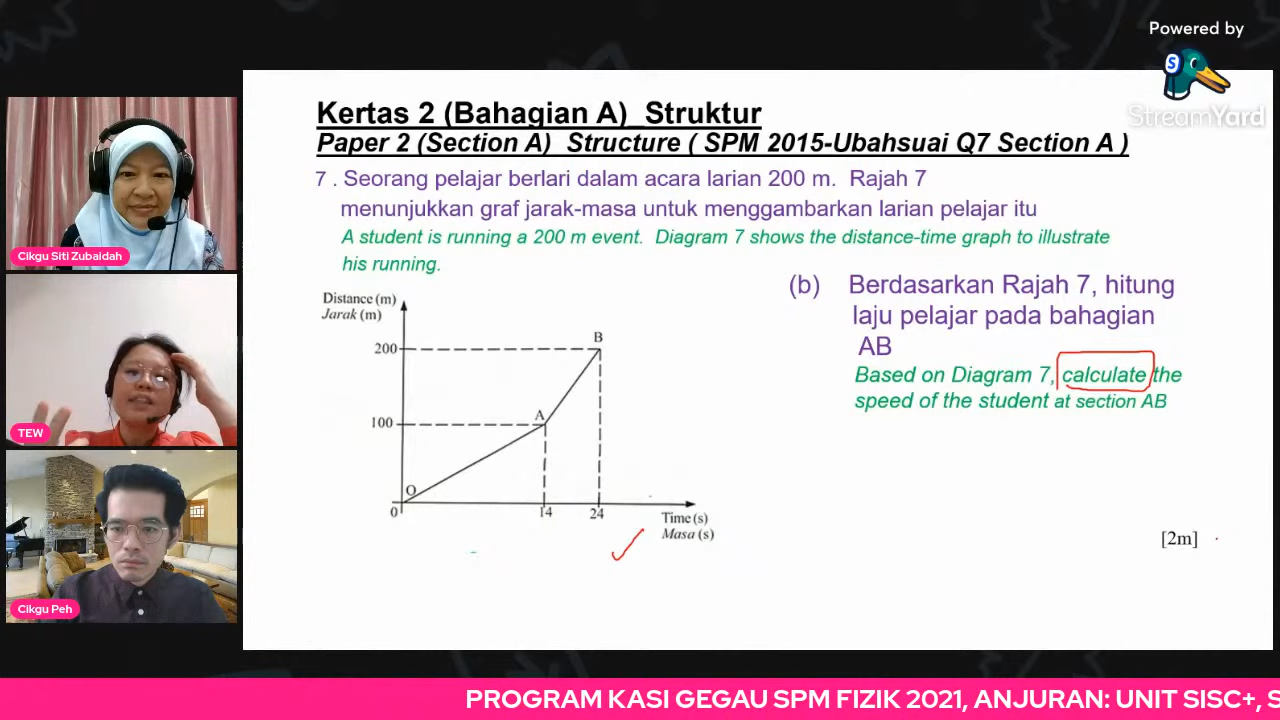 Powered by
StreamYard
Kertas 2 (Bahagian A)_Struktur
Paper 2 (Section A)_Structure ( SPM 2015-Ubahsuai Q7 Section A )
7 . Seorang pelajar berlari dalam acara larian 200 m. Rajah 7
menunjukkan graf jarak-masa untuk menggambarkan larian pelajar itu
A student is running a 200 m event. Diagram 7 shows the distance-time graph to illustrate
his running.
Distance (m)
Jarak (m)
200
100
0
O
A
B
14
24
Time (s)
Masa (s)
(b) Berdasarkan Rajah 7, hitung
laju pelajar pada bahagian
AB
Based on Diagram 7, calculate the
speed of the student at section AB
[2m]
Cikgu Siti Zubaidah
TEW
Cikgu Peh
PROGRAM KASI GEGAU SPM FIZIK 2021, ANJURAN: UNIT SISC+, S